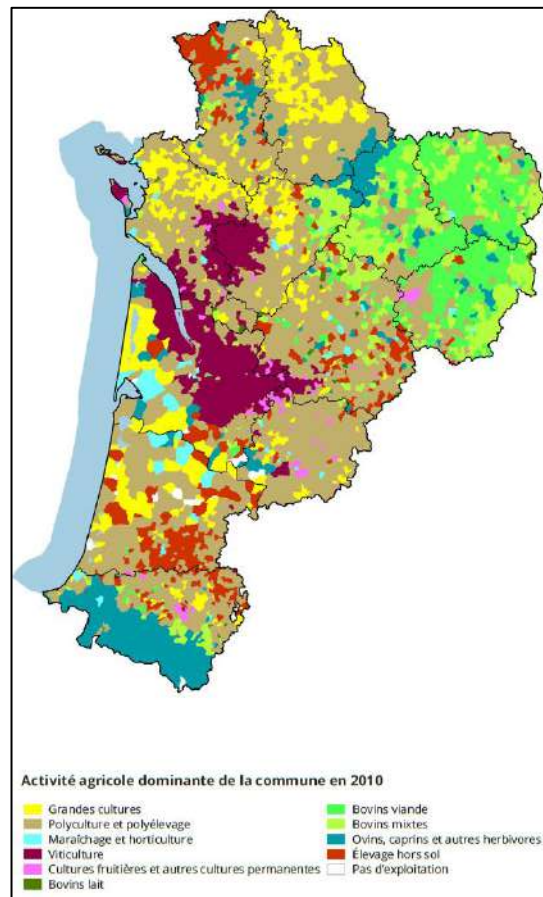 Activité agricole dominante de la commune en 2010
Grandes cultures
Polyculture et polyélevage
Maraîchage et horticulture
Viticulture
Cultures fruitières et autres cultures permanentes
Bovins lait
Bovins viande
Bovins mixtes
Ovins, caprins et autres herbivores
Élevage hors sol
Pas d'exploitation